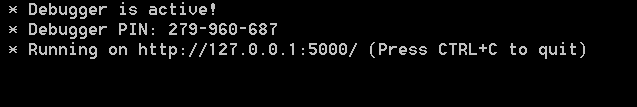 * Debugger is active!
* Debugger PIN: 279-960-687
* Running on http://127.0.0.1:5000/ (Press CTRL+C to quit)